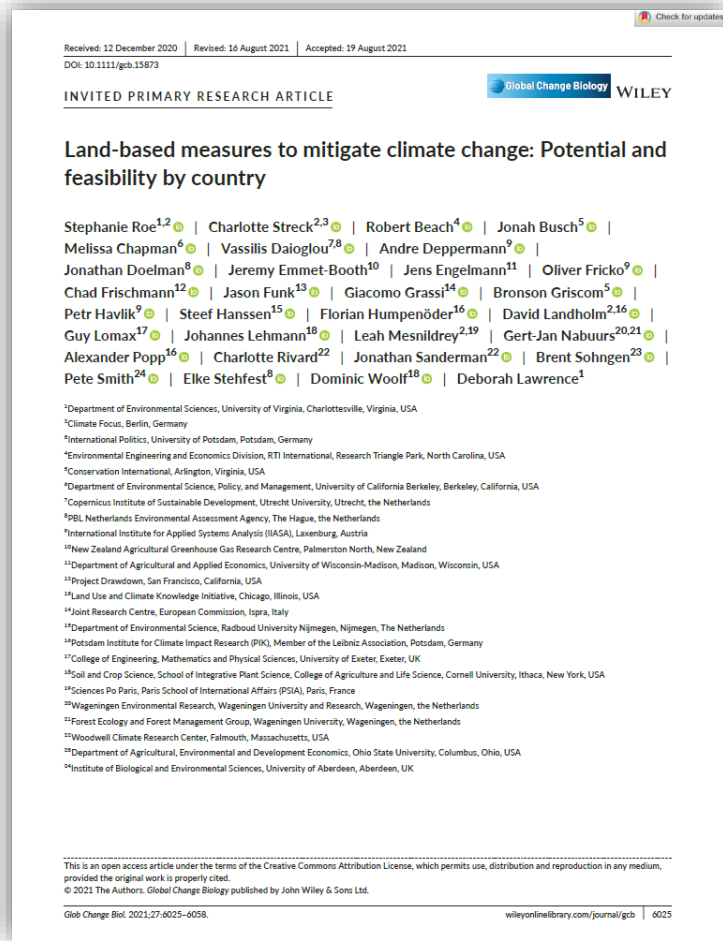 Check for updates
Received: 12 December 2020 | Revised: 16 August 2021 | Accepted: 19 August 2021
DOI: 10.1111/gcb.15873
INVITED PRIMARY RESEARCH ARTICLE
Global Change Biology WILEY
Land-based measures to mitigate climate change: Potential and
feasibility by country
Stephanie Roe1,2 | Charlotte Streck2,3 | Robert Beach4 | Jonah Busch5 |
Melissa Chapman6 | Vassilis Daioglou7,8 | Andre Deppermann9 |
Jonathan Doelman8 | Jeremy Emmet-Booth10 | Jens Engelmann11 | Oliver Fricko9 |
Chad Frischmann12 | Jason Funk13 | Giacomo Grassi14 | Bronson Griscom5 |
Petr Havlik9 | Steef Hanssen15 | Florian Humpenöder16 | David Landholm2,16 |
Guy Lomax17 | Johannes Lehmann18 | Leah Mesnildrey2,19 | Gert-Jan Nabuurs20,21 |
Alexander Popp16 | Charlotte Rivard22 | Jonathan Sanderman22 | Brent Sohngen23 |
Pete Smith24 | Elke Stehfest8 | Dominic Woolf18 | Deborah Lawrence1
1Department of Environmental Sciences, University of Virginia, Charlottesville, Virginia, USA
2Climate Focus, Berlin, Germany
3International Politics, University of Potsdam, Potsdam, Germany
4Environmental Engineering and Economics Division, RTI International, Research Triangle Park, North Carolina, USA
5Conservation International, Arlington, Virginia, USA
6Department of Environmental Science, Policy, and Management, University of California Berkeley, Berkeley, California, USA
7Copernicus Institute of Sustainable Development, Utrecht University, Utrecht, the Netherlands
8PBL Netherlands Environmental Assessment Agency, The Hague, the Netherlands
9International Institute for Applied Systems Analysis (IIASA), Laxenburg, Austria
10New Zealand Agricultural Greenhouse Gas Research Centre, Palmerston North, New Zealand
11Department of Agricultural and Applied Economics, University of Wisconsin-Madison, Madison, Wisconsin, USA
12Project Drawdown, San Francisco, California, USA
13Land Use and Climate Knowledge Initiative, Chicago, Illinois, USA
14Joint Research Centre, European Commission, Ispra, Italy
15Department of Environmental Science, Radboud University Nijmegen, Nijmegen, The Netherlands
16Potsdam Institute for Climate Impact Research (PIK), Member of the Leibniz Association, Potsdam, Germany
17College of Engineering, Mathematics and Physical Sciences, University of Exeter, Exeter, UK
18Soil and Crop Science, School of Integrative Plant Science, College of Agriculture and Life Science, Cornell University, Ithaca, New York, USA
19Sciences Po Paris, Paris School of International Affairs (PSIA), Paris, France
20Wageningen Environmental Research, Wageningen University and Research, Wageningen, the Netherlands
21Forest Ecology and Forest Management Group, Wageningen University, Wageningen, the Netherlands
22Woodwell Climate Research Center, Falmouth, Massachusetts, USA
23Department of Agricultural, Environmental and Development Economics, Ohio State University, Columbus, Ohio, USA
24Institute of Biological and Environmental Sciences, University of Aberdeen, Aberdeen, UK
This is an open access article under the terms of the Creative Commons Attribution License, which permits use, distribution and reproduction in any medium,
provided the original work is properly cited.
© 2021 The Authors. Global Change Biology published by John Wiley & Sons Ltd.
Glob Change Biol. 2021;27:6025–6058. wileyonlinelibrary.com/journal/gcb | 6025